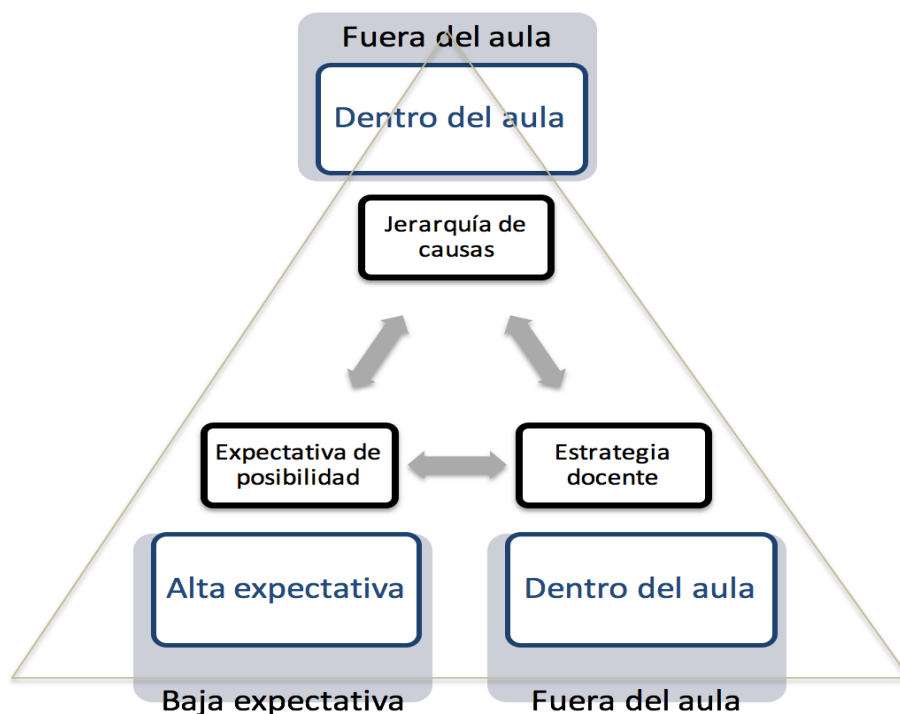 Fuera del aula
Dentro del aula
Jerarquía de
causas
Expectativa de
posibilidad
Estrategia
docente
Alta expectativa
Dentro del aula
Baja expectativa
Fuera del aula